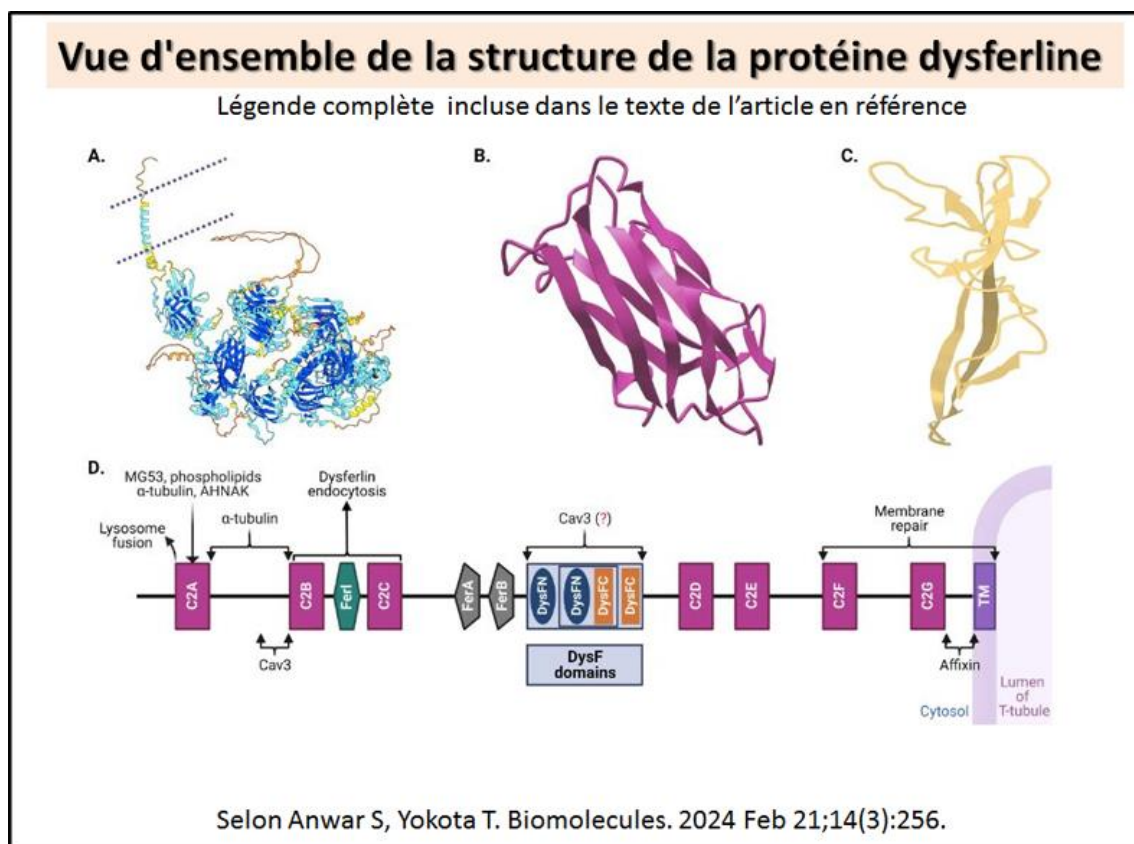 Vue d'ensemble de la structure de la protéine dysferline
Légende complète incluse dans le texte de l’article en référence
A.
B.
C.
D.
MG53, phospholipids
α-tubulin, AHNAK
Lysosome
fusion
α-tubulin
Dysferlin
endocytosis
Cav3 (?)
Membrane
repair
C2A
C2B
FerI
C2C
FerA
FerB
DysFN
DysFN
DysFC
DysFC
C2D
C2E
C2F
C2G
TM
Cav3
DysF
domains
Affixin
Cytosol
Lumen
of
T-tubule
Selon Anwar S, Yokota T. Biomolecules. 2024 Feb 21;14(3):256.